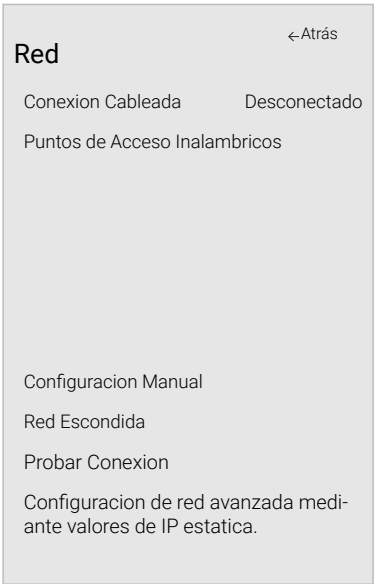 ←Atrás
Red
Conexion Cableada Desconectado
Puntos de Acceso Inalambricos
Configuracion Manual
Red Escondida
Probar Conexion
Configuracion de red avanzada medi-
ante valores de IP estatica.